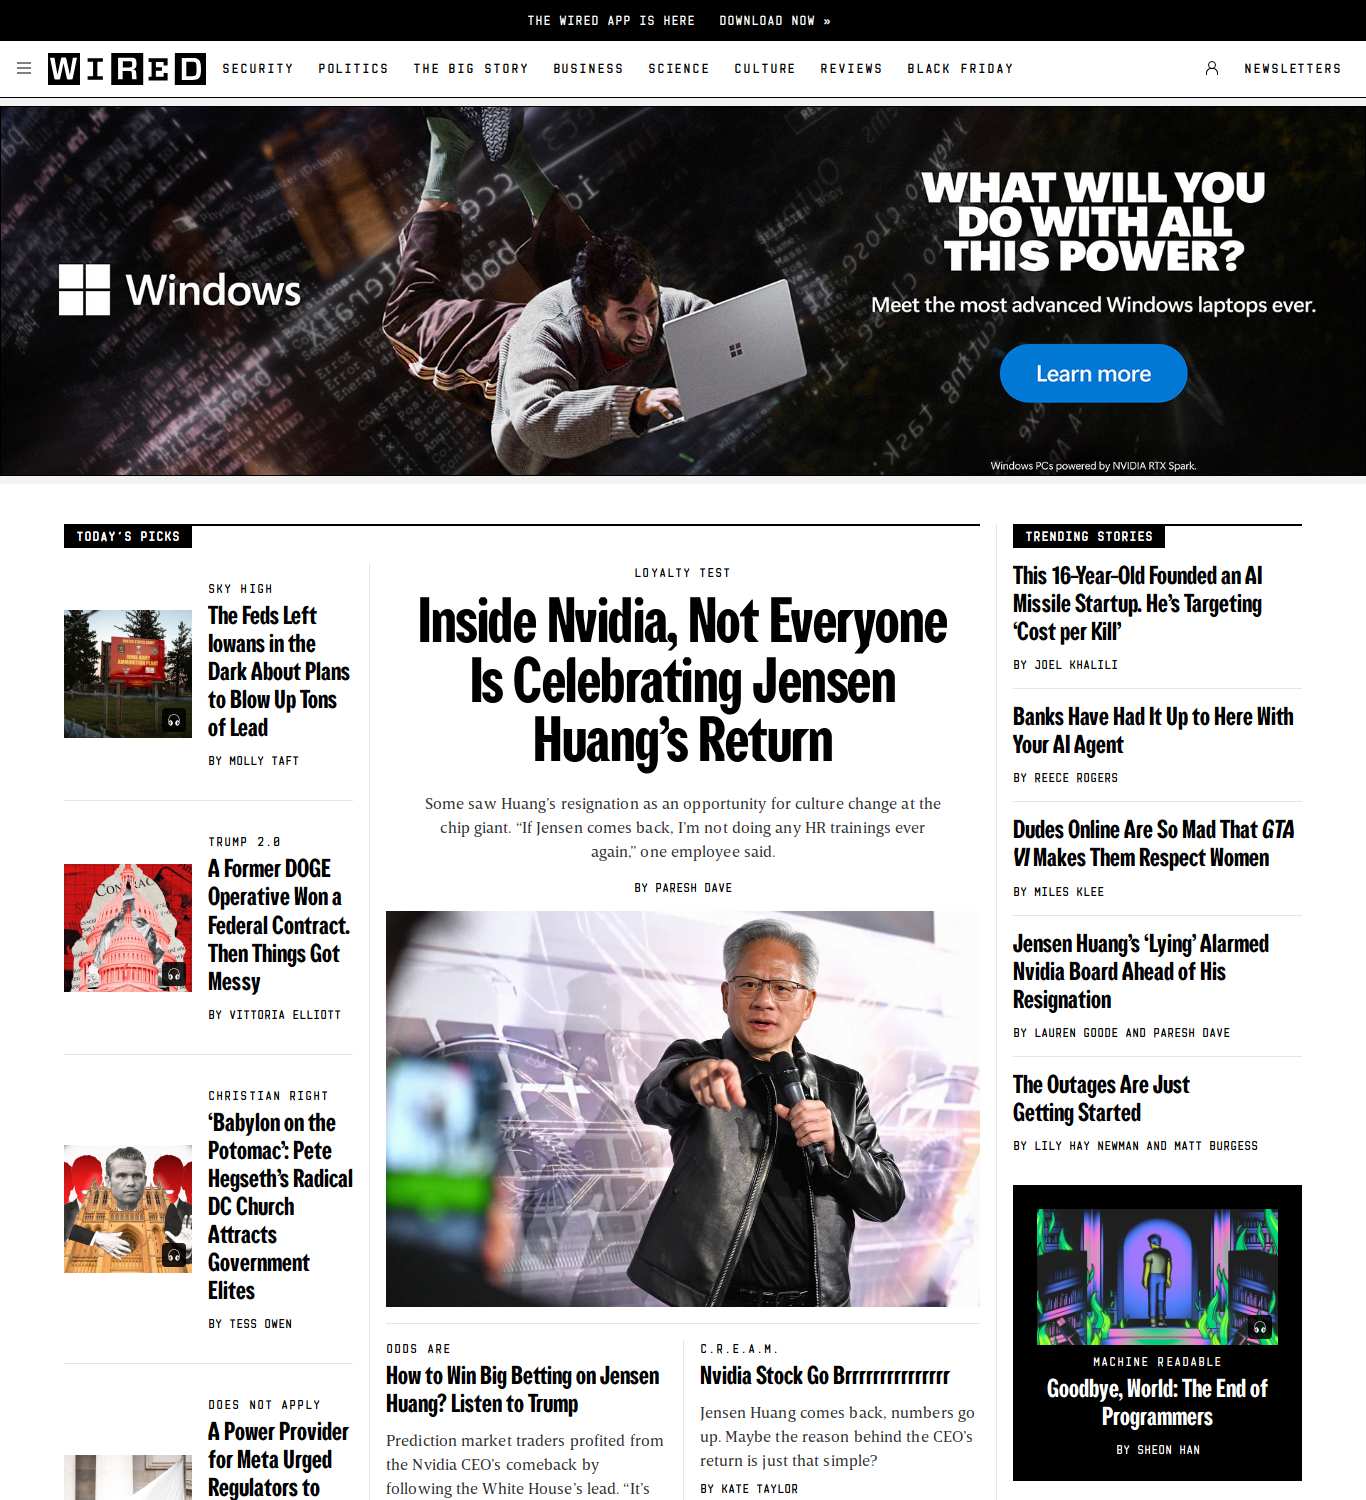 THE WIRED APP IS HERE DOWNLOAD NOW »
WIRED
SECURITY POLITICS THE BIG STORY BUSINESS SCIENCE CULTURE REVIEWS BLACK FRIDAY
NEWSLETTERS
Windows
WHAT WILL YOU
DO WITH ALL
THIS POWER?
Meet the most advanced Windows laptops ever.
Learn more
Windows PCs powered by NVIDIA RTX Spark.
TODAY'S PICKS
SKY HIGH
The Feds Left
Iowans in the
Dark About Plans
to Blow Up Tons
of Lead
BY MOLLY TAFT
TRUMP 2.0
A Former DOGE
Operative Won a
Federal Contract.
Then Things Got
Messy
BY VITTORIA ELLIOTT
CHRISTIAN RIGHT
‘Babylon on the
Potomac’: Pete
Hegseth’s Radical
DC Church
Attracts
Government
Elites
BY TESS OWEN
DOES NOT APPLY
A Power Provider
for Meta Urged
Regulators to
LOYALTY TEST
Inside Nvidia, Not Everyone
Is Celebrating Jensen
Huang’s Return
Some saw Huang’s resignation as an opportunity for culture change at the
chip giant. “If Jensen comes back, I’m not doing any HR trainings ever
again,” one employee said.
BY PARESH DAVE
ODDS ARE
How to Win Big Betting on Jensen
Huang? Listen to Trump
Prediction market traders profited from
the Nvidia CEO’s comeback by
following the White House’s lead. “It’s
C.R.E.A.M.
Nvidia Stock Go Brrrrrrrrrrrrrrr
Jensen Huang comes back, numbers go
up. Maybe the reason behind the CEO’s
return is just that simple?
BY KATE TAYLOR
TRENDING STORIES
This 16-Year-Old Founded an AI
Missile Startup. He’s Targeting
‘Cost per Kill’
BY JOEL KHALILI
Banks Have Had It Up to Here With
Your AI Agent
BY REECE ROGERS
Dudes Online Are So Mad That GTA
VI Makes Them Respect Women
BY MILES KLEE
Jensen Huang’s ‘Lying’ Alarmed
Nvidia Board Ahead of His
Resignation
BY LAUREN GOODE AND PARESH DAVE
The Outages Are Just
Getting Started
BY LILY HAY NEWMAN AND MATT BURGESS
MACHINE READABLE
Goodbye, World: The End of
Programmers
BY SHEON HAN